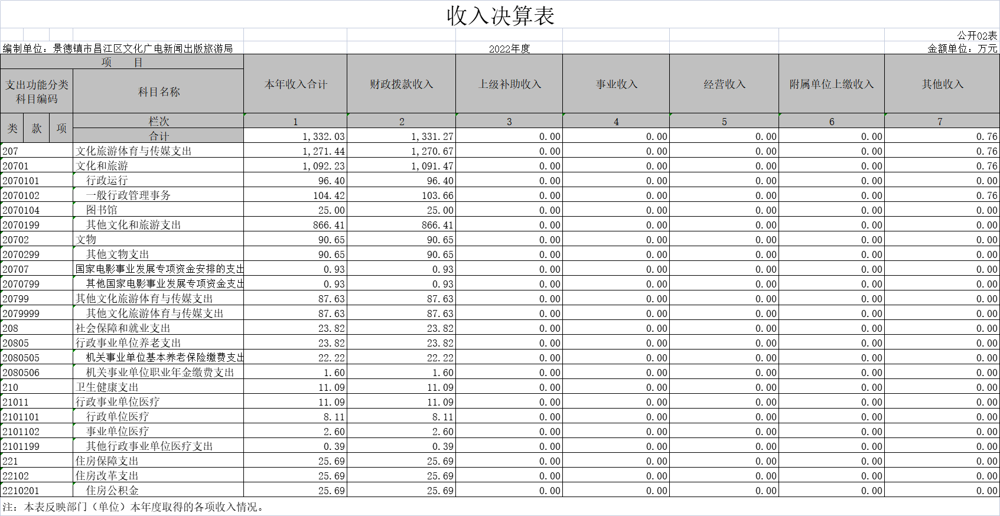 收入决算表
公开02表
编制单位：景德镇市昌江区文化广电新闻出版旅游局 2022年度 金额单位：万元
项 目 本年收入合计 财政拨款收入 上级补助收入 事业收入 经营收入 附属单位上缴收入 其他收入
支出功能分类科目编码 科目名称
类 款 项 栏次 1 2 3 4 5 6 7
合计 1,332.03 1,331.27 0.00 0.00 0.00 0.00 0.76
207 文化旅游体育与传媒支出 1,271.44 1,270.67 0.00 0.00 0.00 0.00 0.76
20701 文化和旅游 1,092.23 1,091.47 0.00 0.00 0.00 0.00 0.76
2070101 行政运行 96.40 96.40 0.00 0.00 0.00 0.00 0.00
2070102 一般行政管理事务 104.42 103.66 0.00 0.00 0.00 0.00 0.76
2070104 图书馆 25.00 25.00 0.00 0.00 0.00 0.00 0.00
2070199 其他文化和旅游支出 866.41 866.41 0.00 0.00 0.00 0.00 0.00
20702 文物 90.65 90.65 0.00 0.00 0.00 0.00 0.00
2070299 其他文物支出 90.65 90.65 0.00 0.00 0.00 0.00 0.00
20707 国家电影事业发展专项资金安排的支出 0.93 0.93 0.00 0.00 0.00 0.00 0.00
2070799 其他国家电影事业发展专项资金支出 0.93 0.93 0.00 0.00 0.00 0.00 0.00
20799 其他文化旅游体育与传媒支出 87.63 87.63 0.00 0.00 0.00 0.00 0.00
2079999 其他文化旅游体育与传媒支出 87.63 87.63 0.00 0.00 0.00 0.00 0.00
208 社会保障和就业支出 23.82 23.82 0.00 0.00 0.00 0.00 0.00
20805 行政事业单位养老支出 23.82 23.82 0.00 0.00 0.00 0.00 0.00
2080505 机关事业单位基本养老保险缴费支出 22.22 22.22 0.00 0.00 0.00 0.00 0.00
2080506 机关事业单位职业年金缴费支出 1.60 1.60 0.00 0.00 0.00 0.00 0.00
210 卫生健康支出 11.09 11.09 0.00 0.00 0.00 0.00 0.00
21011 行政事业单位医疗 11.09 11.09 0.00 0.00 0.00 0.00 0.00
2101101 行政单位医疗 8.11 8.11 0.00 0.00 0.00 0.00 0.00
2101102 事业单位医疗 2.60 2.60 0.00 0.00 0.00 0.00 0.00
2101199 其他行政事业单位医疗支出 0.39 0.39 0.00 0.00 0.00 0.00 0.00
221 住房保障支出 25.69 25.69 0.00 0.00 0.00 0.00 0.00
22102 住房改革支出 25.69 25.69 0.00 0.00 0.00 0.00 0.00
2210201 住房公积金 25.69 25.69 0.00 0.00 0.00 0.00 0.00
注：本表反映部门（单位）本年度取得的各项收入情况。